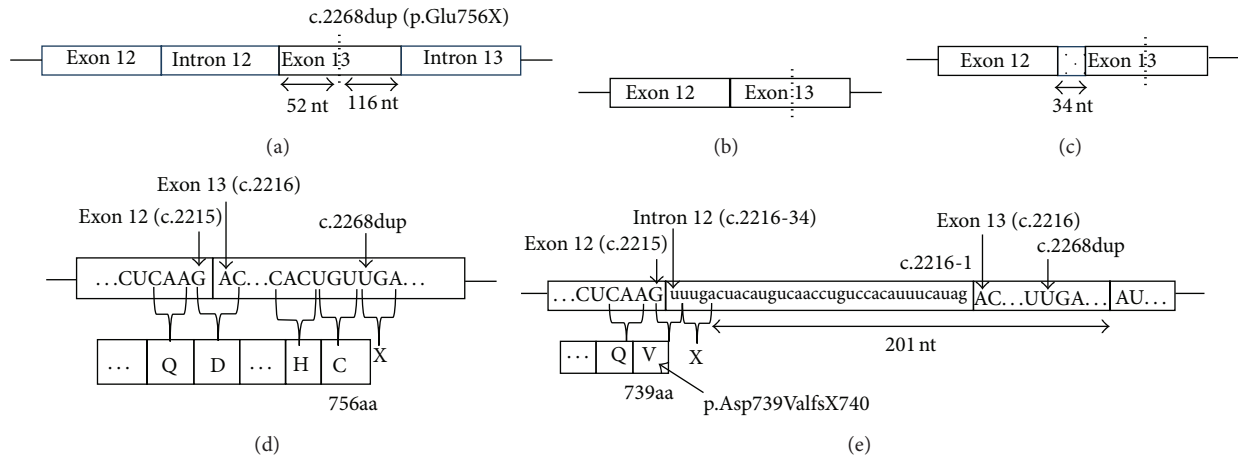 c.2268dup (p.Glu756X)
Exon 12 Intron 12 Exon 13 Intron 13
52 nt 116 nt
(a)
Exon 12 Exon 13
(b)
Exon 12 Exon 13
34 nt
(c)
Exon 13 (c.2216)
Exon 12 (c.2215) c.2268dup
…CUCAAG AC…CACUGUUGA…
… Q D … H C X
756aa
(d)
Intron 12 (c.2216-34) Exon 13 (c.2216)
Exon 12 (c.2215) c.2216-1 c.2268dup
…CUCAAG uuugacuacaugucaaccuguccacauuucauag AC…UUGA… AU…
201 nt
… Q V X
739aa
p.Asp739ValfsX740
(e)